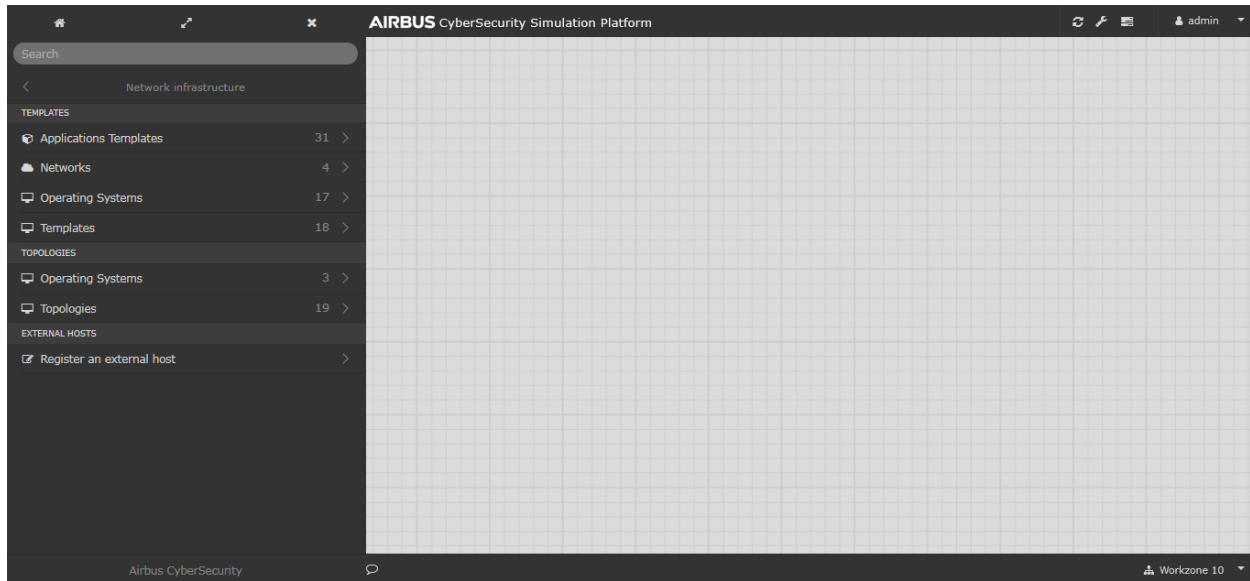 AIRBUS CyberSecurity Simulation Platform
admin
Search
Network infrastructure
TEMPLATES
Applications Templates 31
Networks 4
Operating Systems 17
Templates 18
TOPOLOGIES
Operating Systems 3
Topologies 19
EXTERNAL HOSTS
Register an external host
Airbus CyberSecurity
Workzone 10